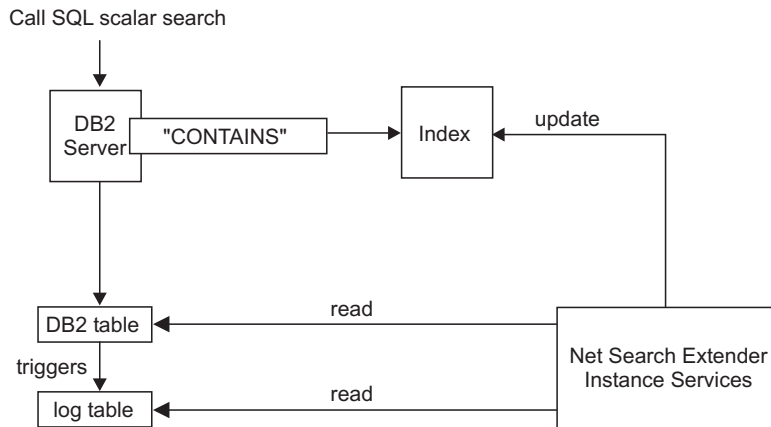 Call SQL scalar search
DB2
Server
"CONTAINS"
Index
update
DB2 table
read
triggers
Net Search Extender
Instance Services
log table
read